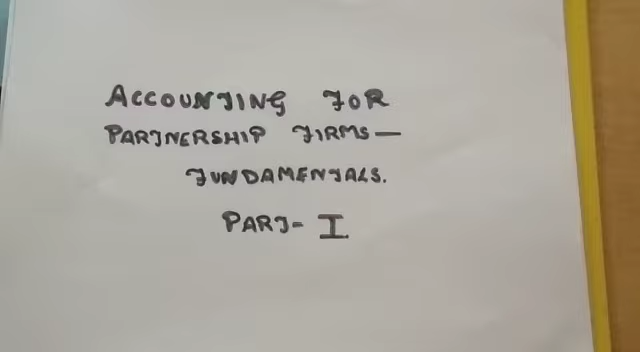 ACCOUNTING FOR
PARTNERSHIP FIRMS—
FUNDAMENTALS.
PART- I